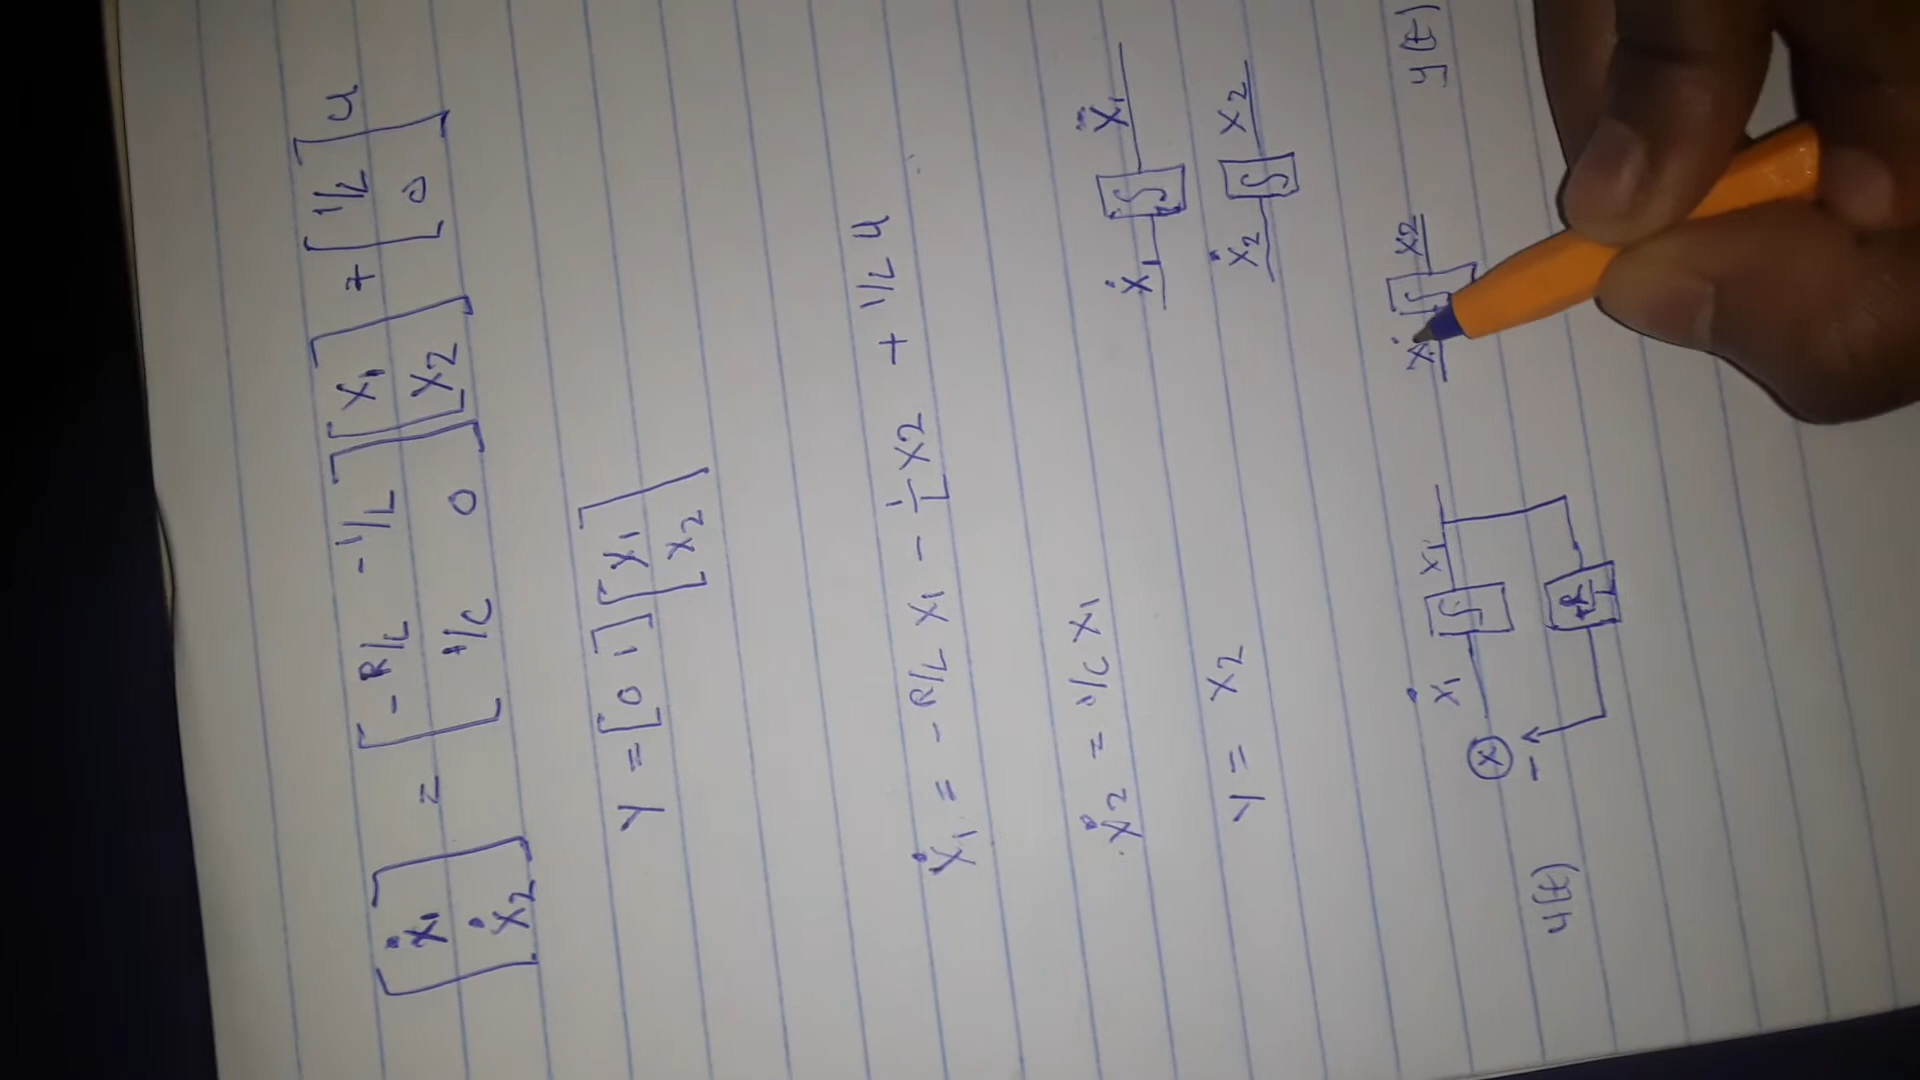 [ẋ1 ẋ2] = [-R/L -1/L 1/C 0] [x1 x2] + [1/L 0] u
y = [0 1] [x1 x2]
ẋ1 = -R/L x1 - 1/L x2 + 1/L u
ẋ2 = 1/C x1
ẋ1 ∫ x1
y = x2
ẋ2 ∫ x2
u(t) X - ẋ1 ∫ x1 ∫ x2 y(t)